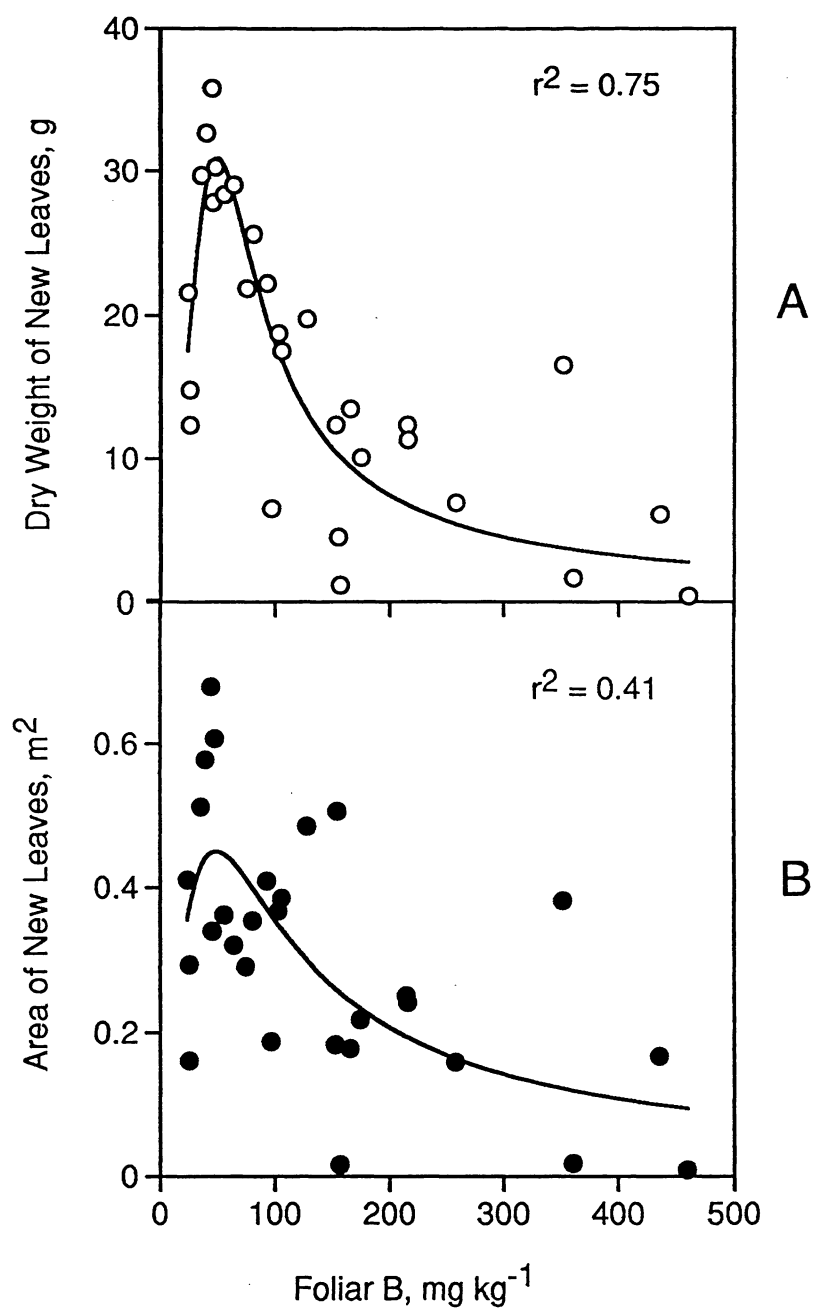 40
r² = 0.75
30
20
10
0
Dry Weight of New Leaves, g
A
r² = 0.41
0.6
0.4
0.2
0
Area of New Leaves, m²
B
0 100 200 300 400 500
Foliar B, mg kg⁻¹